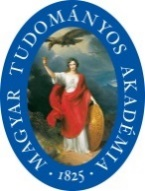 MAGYAR TUDOMÁNYOS AKADÉMIA
· 1825 ·